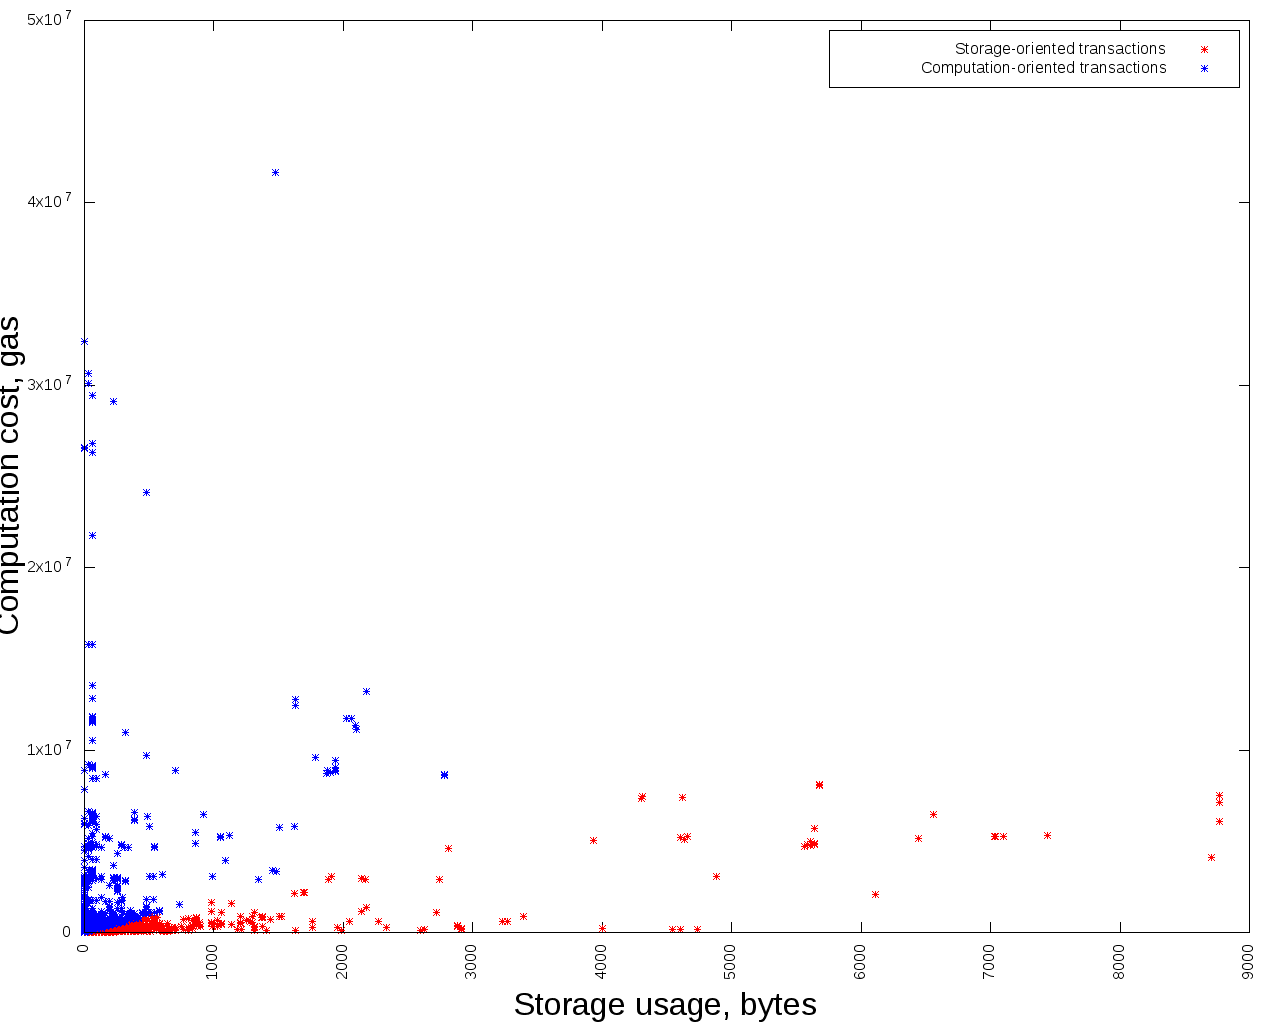 5x10 7
Storage-oriented transactions
Computation-oriented transactions
4x10 7
3x10 7
2x10 7
1x10 7
0
Computation cost, gas
0 1000 2000 3000 4000 5000 6000 7000 8000 9000
Storage usage, bytes